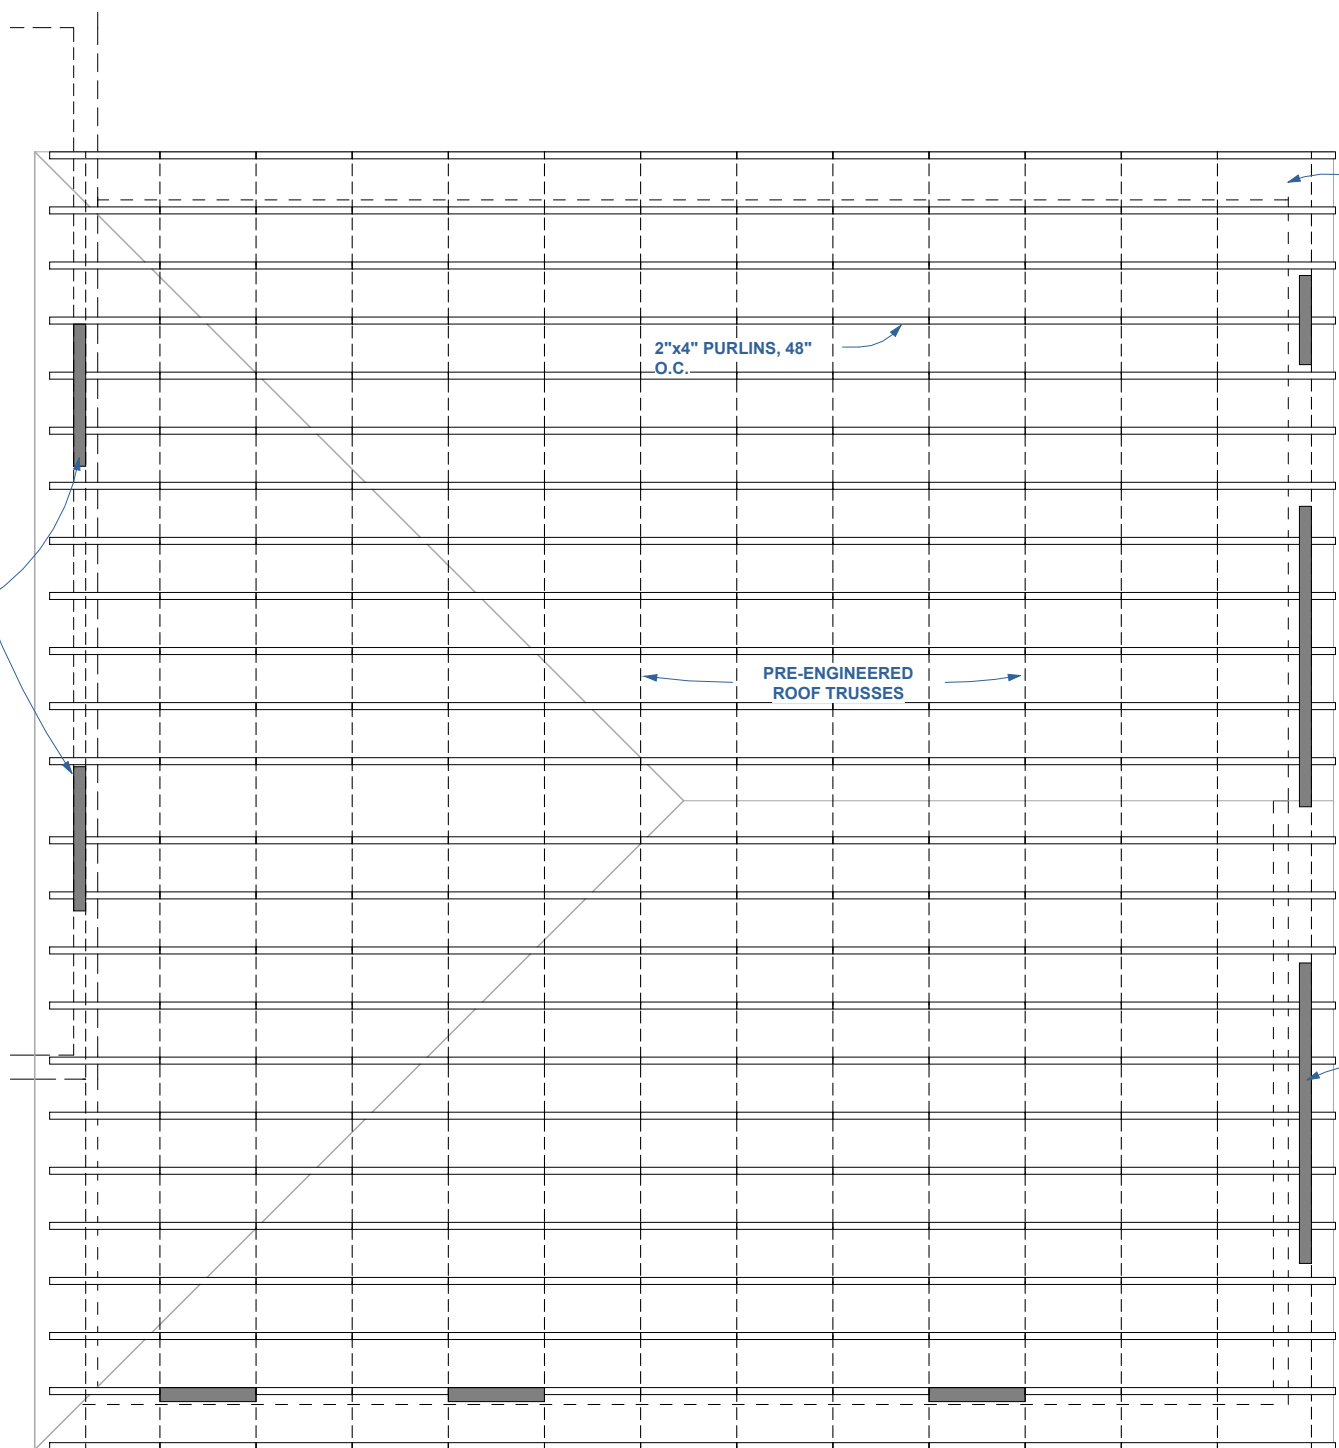 2"x4" PURLINS, 48"
O.C.
PRE-ENGINEERED
ROOF TRUSSES